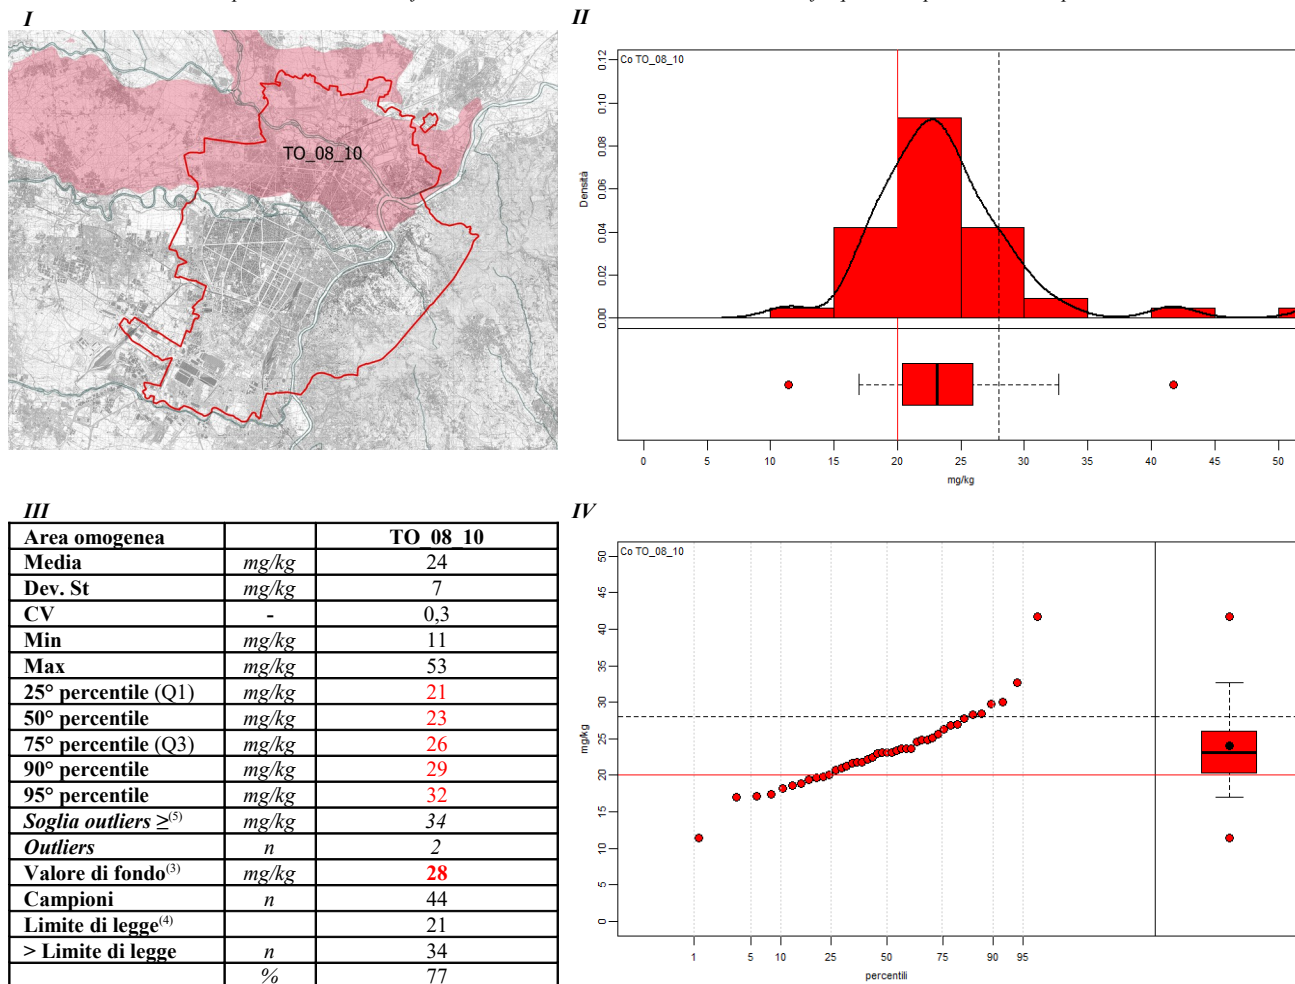 I
II
TO_08_10
Co TO_08_10
Densità
0.00 0.02 0.04 0.06 0.08 0.10 0.12
0 5 10 15 20 25 30 35 40 45 50
mg/kg
III
Area omogenea TO_08_10
Media mg/kg 24
Dev. St mg/kg 7
CV - 0,3
Min mg/kg 11
Max mg/kg 53
25° percentile (Q1) mg/kg 21
50° percentile mg/kg 23
75° percentile (Q3) mg/kg 26
90° percentile mg/kg 29
95° percentile mg/kg 32
Soglia outliers ≥(5) mg/kg 34
Outliers n 2
Valore di fondo(3) mg/kg 28
Campioni n 44
Limite di legge(4) 21
> Limite di legge n 34
% 77
IV
Co TO_08_10
mg/kg
0 5 10 15 20 25 30 35 40 45 50
1 5 10 25 50 75 90 95
percentili